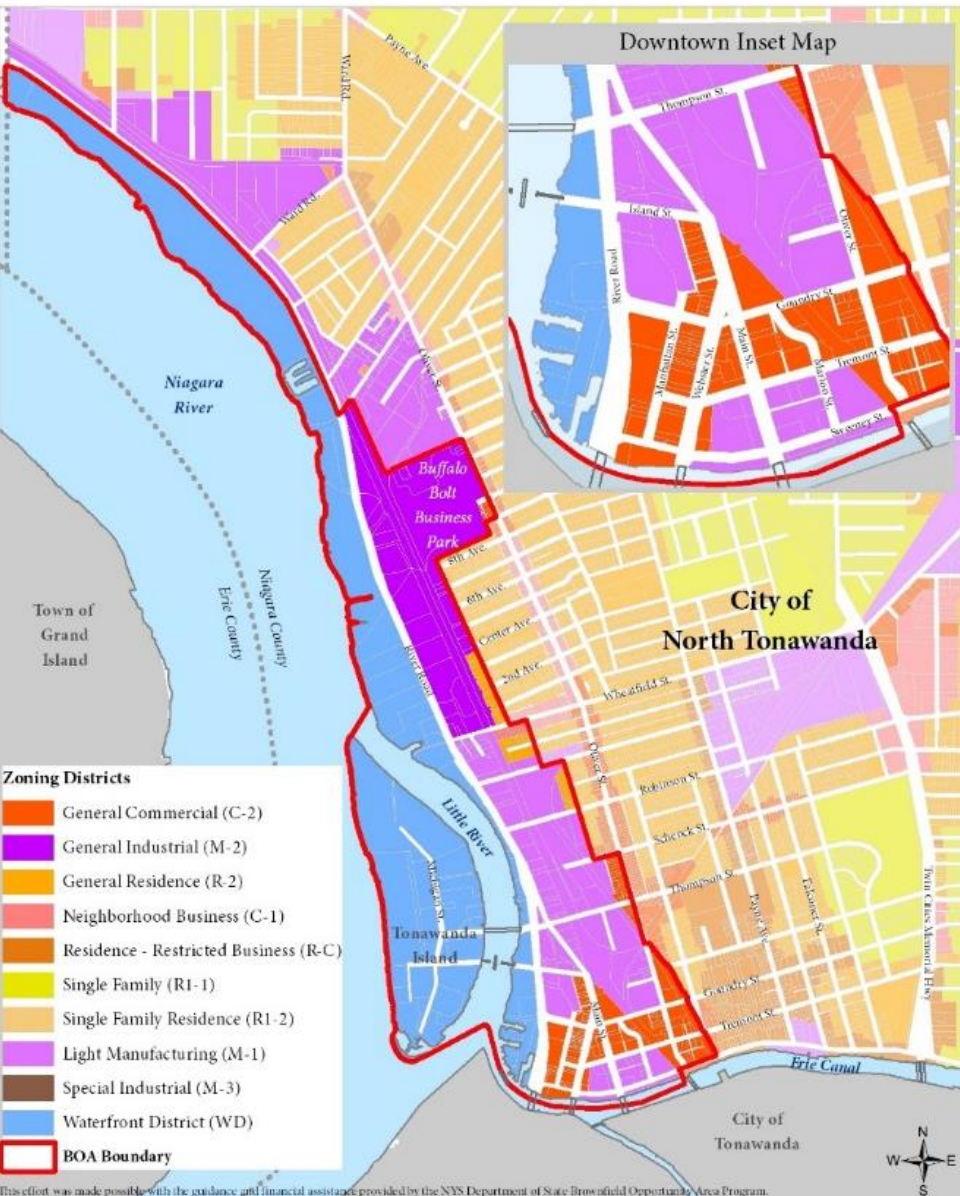 Payne Ave.
Ward Rd.
Ward Rd.
Oliver St.
Niagara
River
Buffalo
Bolt
Business
Park
8th Ave.
6th Ave.
Center Ave.
2nd Ave.
Wheatfield St.
Town of
Grand
Island
Niagara County
Erie County
River Road
City of
North Tonawanda
Oliver St.
Robinson St.
Schenck St.
Thompson St.
Payne Ave.
Twin Cities Memorial Hwy
Little River
Tonawanda
Island
Main St.
Goundry St.
Tremont St.
Erie Canal
City of
Tonawanda
N
W
E
S
Downtown Inset Map
Thompson St.
Island St.
Oliver St.
River Road
Goundry St.
Manhattan St.
Webster St.
Main St.
Tremont St.
Marion St.
Sweeney St.
Zoning Districts
General Commercial (C-2)
General Industrial (M-2)
General Residence (R-2)
Neighborhood Business (C-1)
Residence - Restricted Business (R-C)
Single Family (R1-1)
Single Family Residence (R1-2)
Light Manufacturing (M-1)
Special Industrial (M-3)
Waterfront District (WD)
BOA Boundary
This effort was made possible with the guidance and financial assistance provided by the NYS Department of State Brownfield Opportunity Area Program.